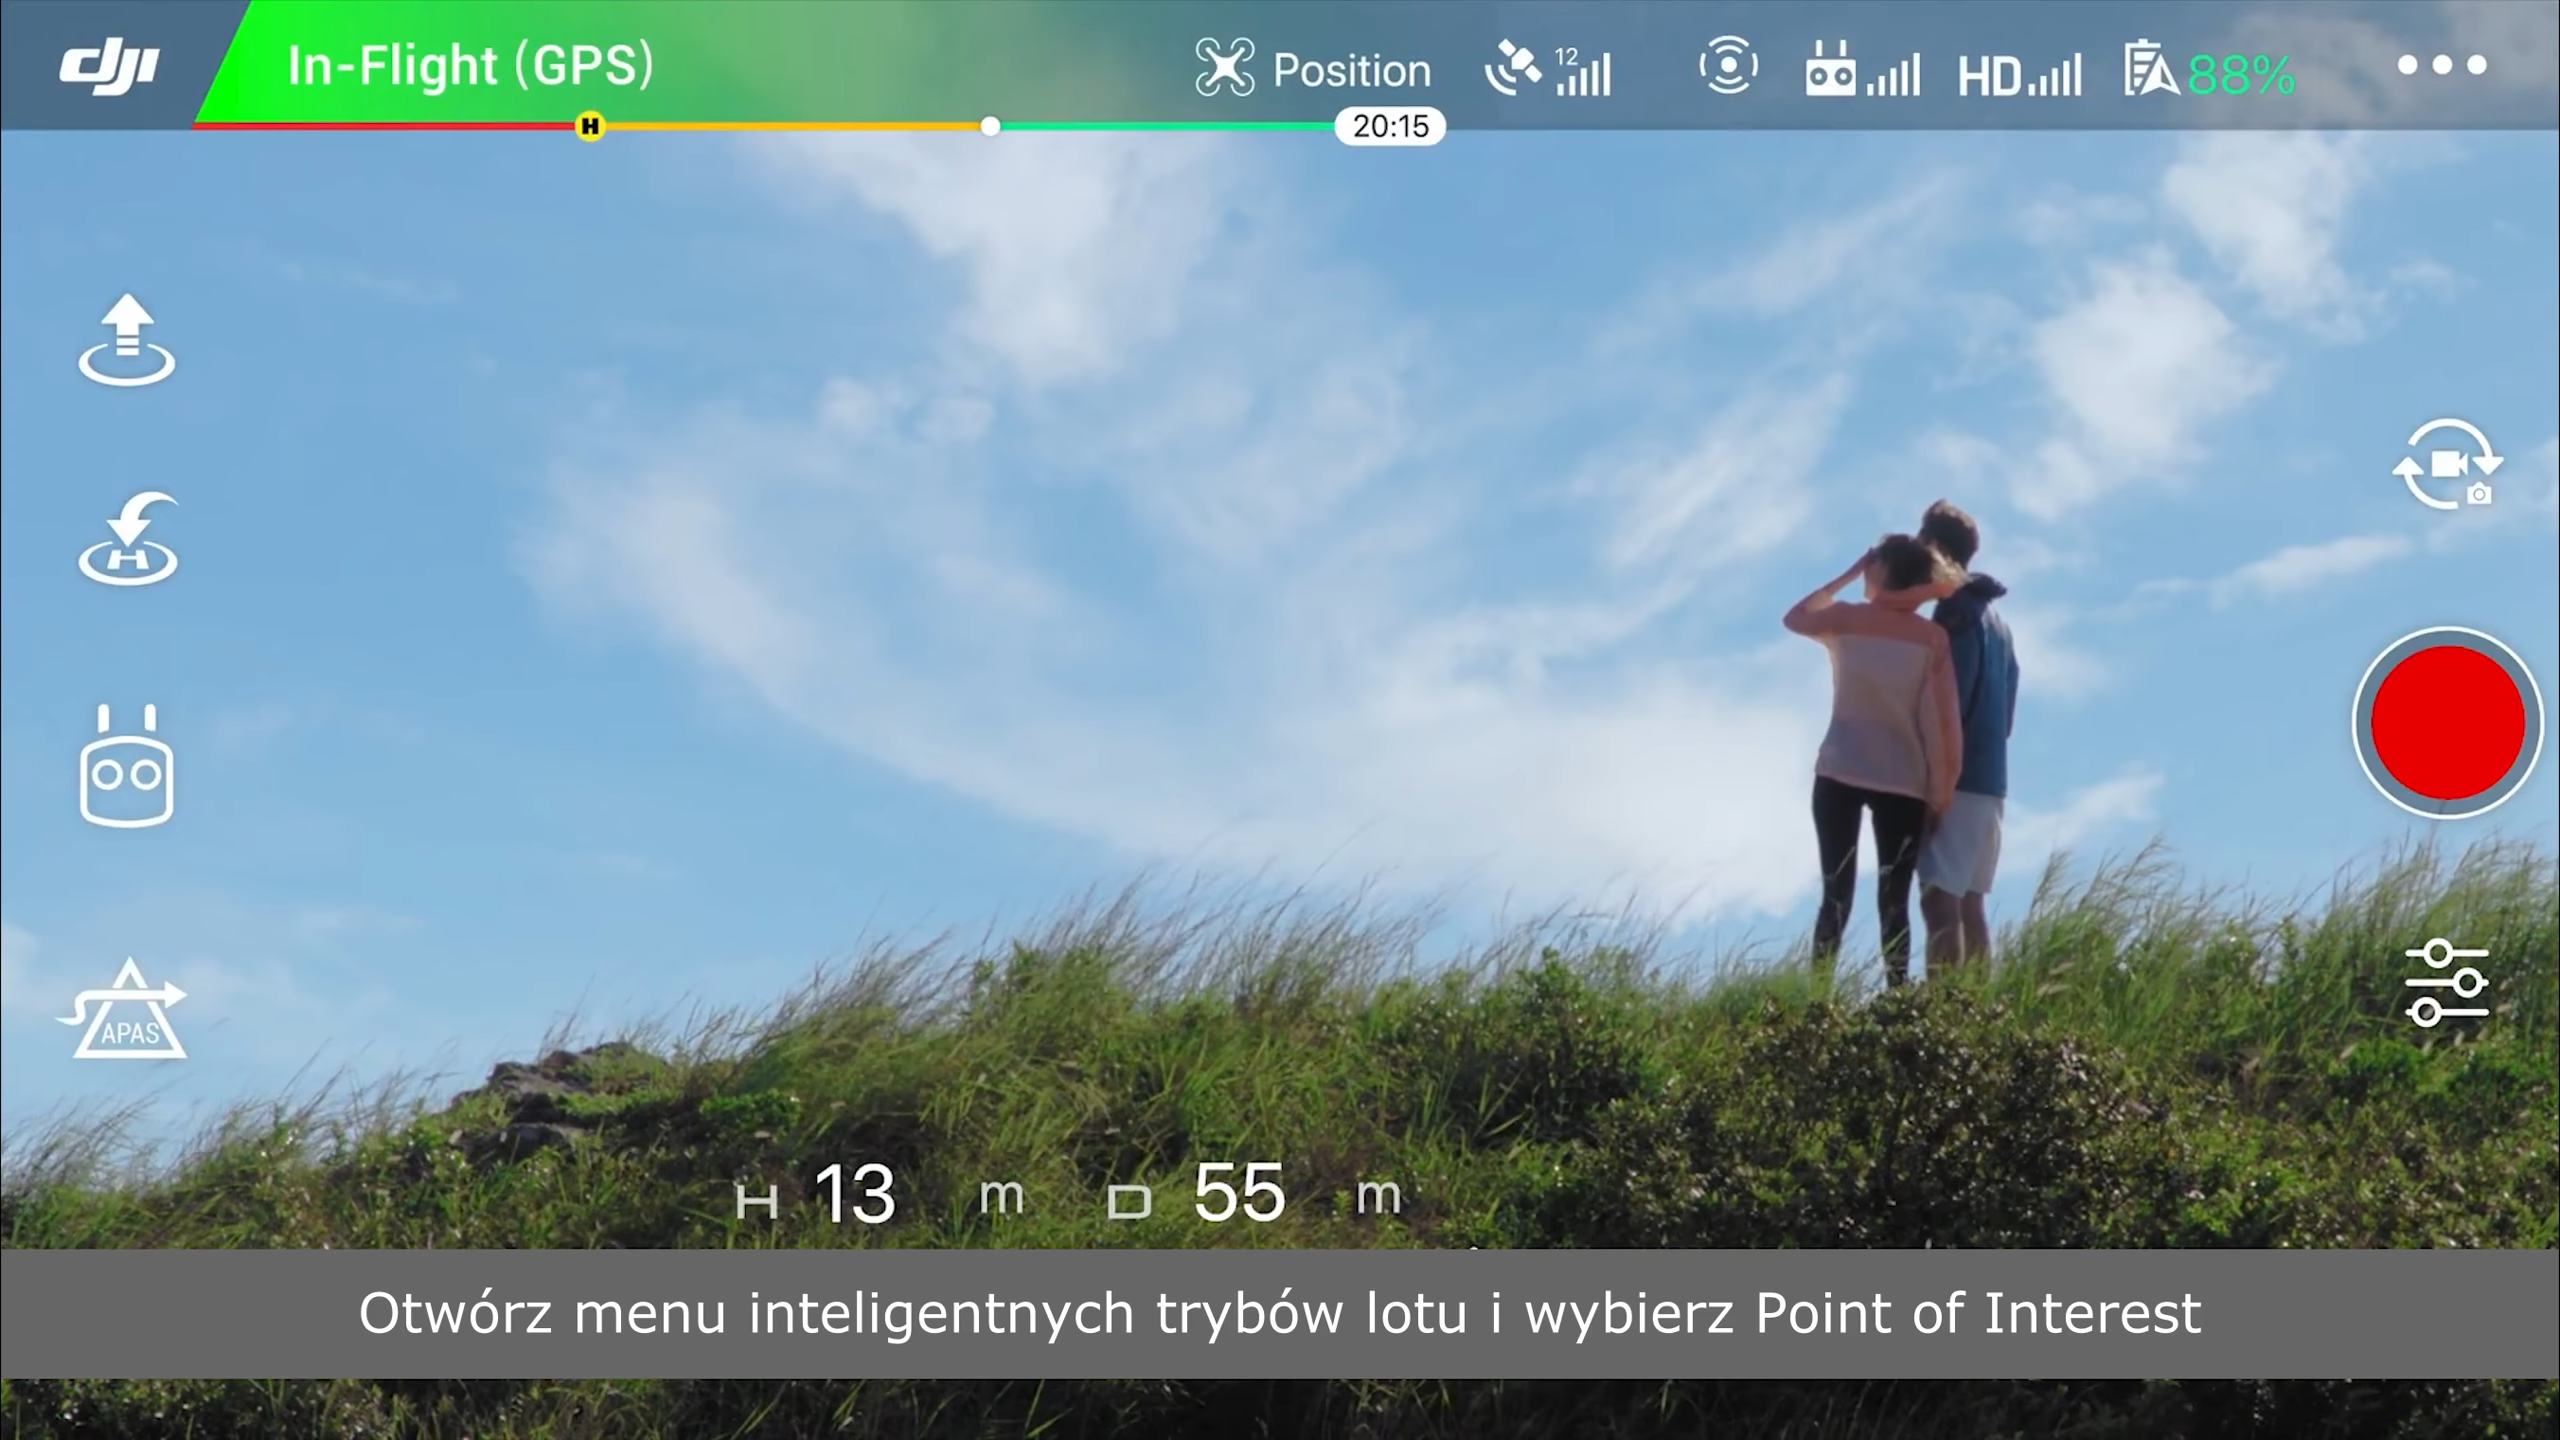 dji
In-Flight (GPS)
Position
12
HD
88%
H
20:15
H
APAS
H 13 m D 55 m
Otwórz menu inteligentnych trybów lotu i wybierz Point of Interest